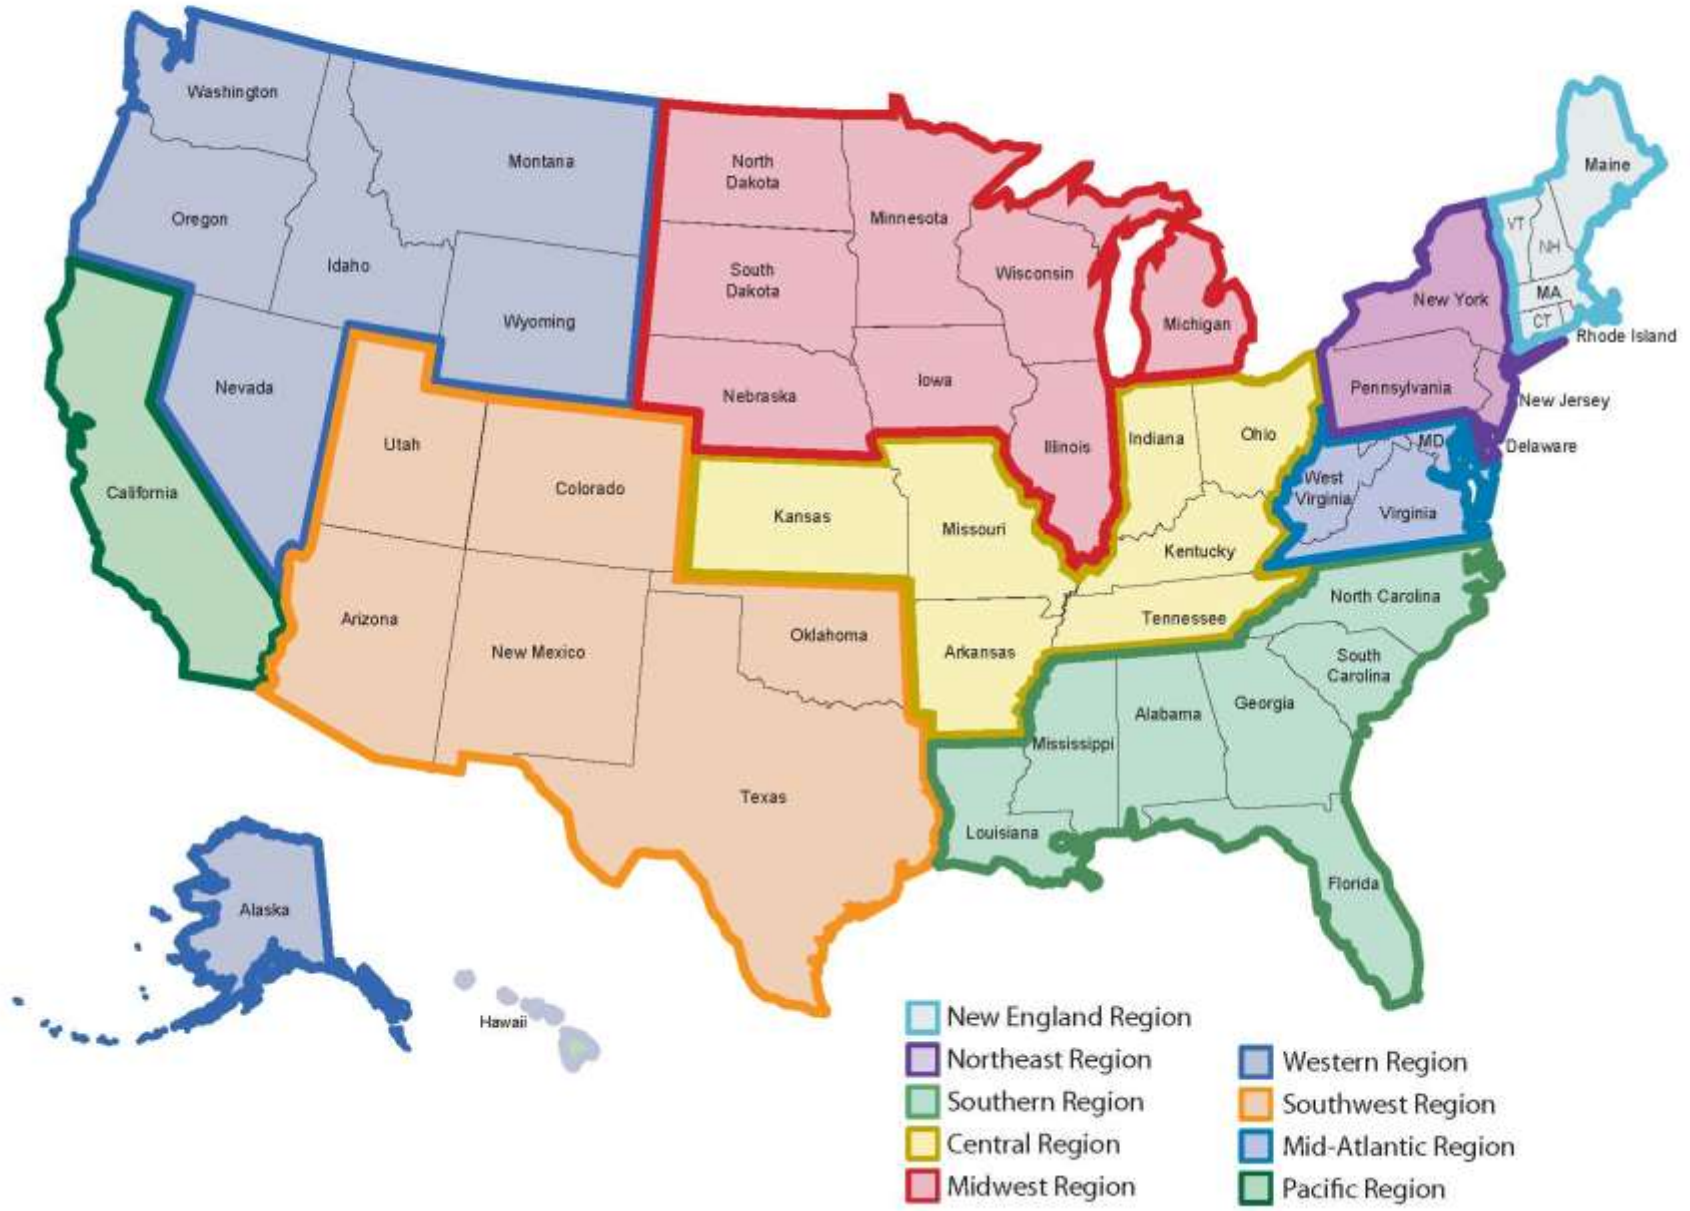 Washington
Montana
North
Dakota
Minnesota
Maine
Oregon
Idaho
VT
NH
South
Dakota
Wisconsin
MA
New York
CT
Rhode Island
Wyoming
Michigan
Nevada
Iowa
Nebraska
Pennsylvania
New Jersey
Utah
Colorado
Illinois
Indiana
Ohio
MD
Delaware
California
Kansas
Missouri
West
Virginia
Virginia
Kentucky
Arizona
New Mexico
Oklahoma
Arkansas
Tennessee
North Carolina
South
Carolina
Georgia
Alabama
Mississippi
Texas
Louisiana
Florida
Alaska
Hawaii
New England Region
Northeast Region
Southern Region
Central Region
Midwest Region
Western Region
Southwest Region
Mid-Atlantic Region
Pacific Region